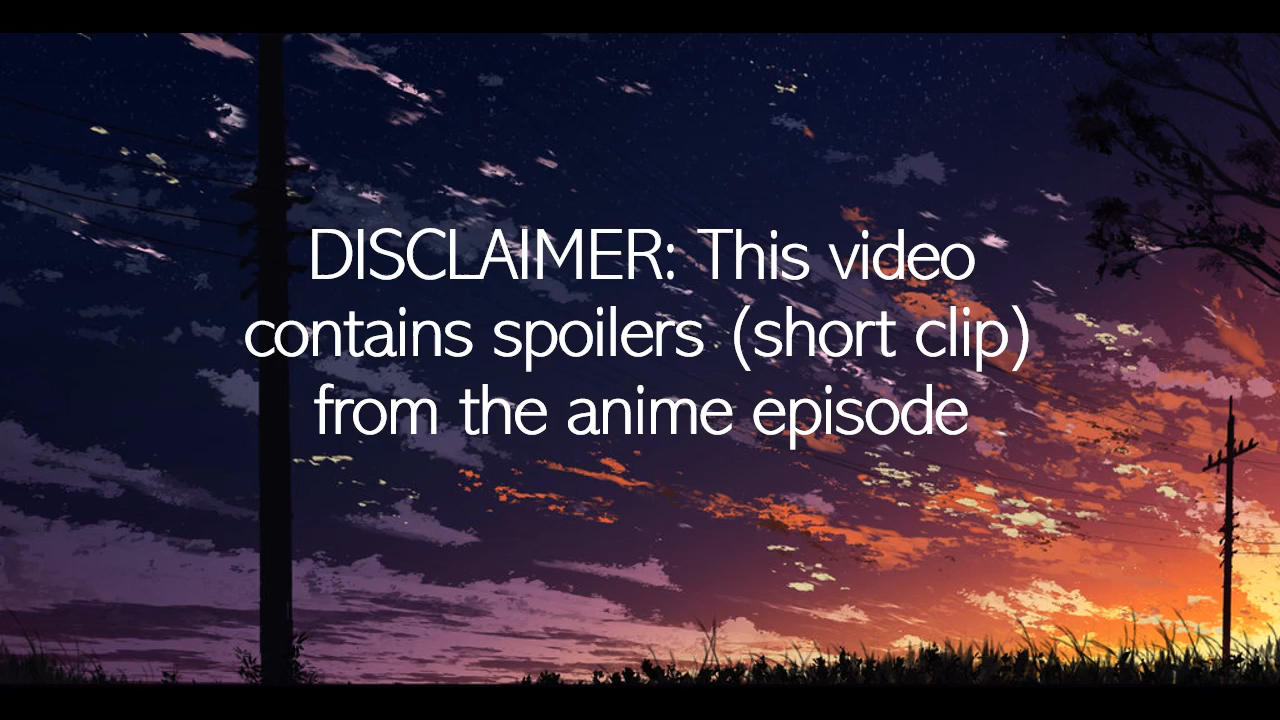 DISCLAIMER: This video
contains spoilers (short clip)
from the anime episode